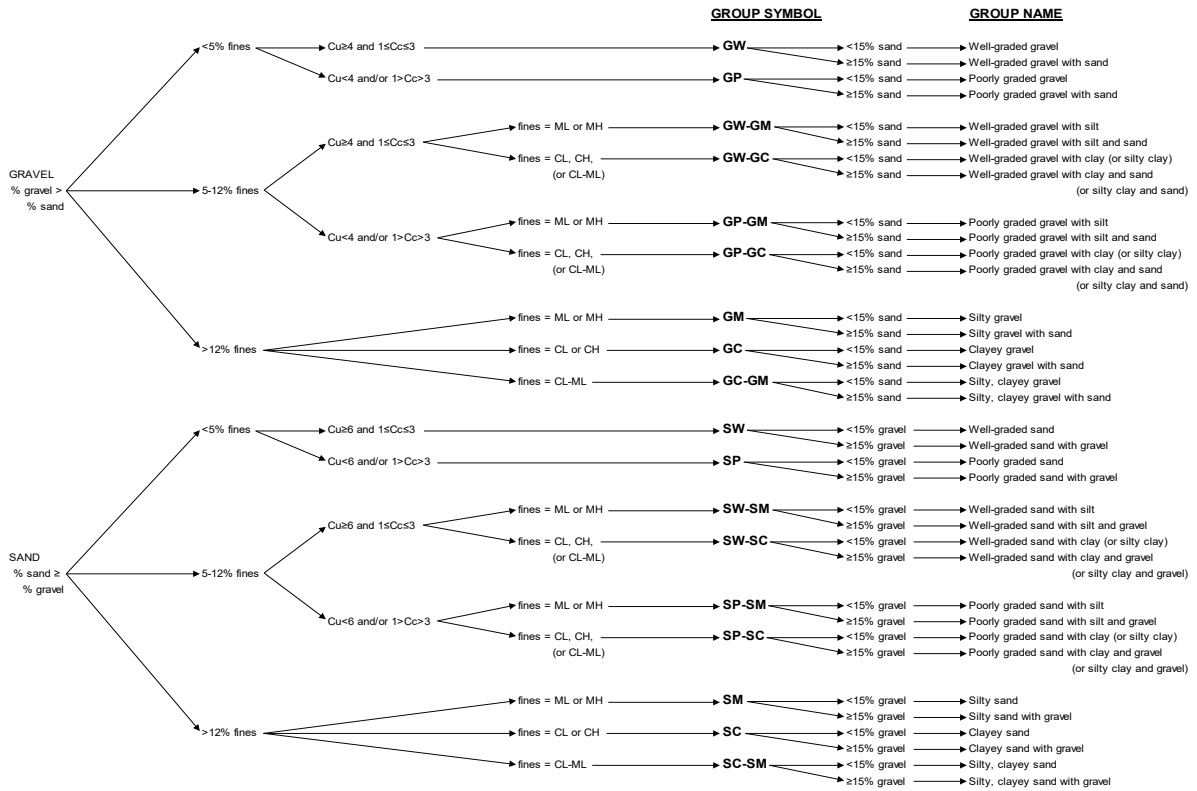 GROUP SYMBOL GROUP NAME
<5% fines Cu≥4 and 1≤Cc≤3 GW <15% sand Well-graded gravel
≥15% sand Well-graded gravel with sand
Cu<4 and/or 1>Cc>3 GP <15% sand Poorly graded gravel
≥15% sand Poorly graded gravel with sand
fines = ML or MH GW-GM <15% sand Well-graded gravel with silt
Cu≥4 and 1≤Cc≤3 ≥15% sand Well-graded gravel with silt and sand
fines = CL, CH, GW-GC <15% sand Well-graded gravel with clay (or silty clay)
GRAVEL (or CL-ML) ≥15% sand Well-graded gravel with clay and sand
% gravel > 5-12% fines (or silty clay and sand)
% sand
fines = ML or MH GP-GM <15% sand Poorly graded gravel with silt
Cu<4 and/or 1>Cc>3 ≥15% sand Poorly graded gravel with silt and sand
fines = CL, CH, GP-GC <15% sand Poorly graded gravel with clay (or silty clay)
(or CL-ML) ≥15% sand Poorly graded gravel with clay and sand
(or silty clay and sand)
fines = ML or MH GM <15% sand Silty gravel
≥15% sand Silty gravel with sand
>12% fines fines = CL or CH GC <15% sand Clayey gravel
≥15% sand Clayey gravel with sand
fines = CL-ML GC-GM <15% sand Silty, clayey gravel
≥15% sand Silty, clayey gravel with sand
<5% fines Cu≥6 and 1≤Cc≤3 SW <15% gravel Well-graded sand
≥15% gravel Well-graded sand with gravel
Cu<6 and/or 1>Cc>3 SP <15% gravel Poorly graded sand
≥15% gravel Poorly graded sand with gravel
fines = ML or MH SW-SM <15% gravel Well-graded sand with silt
Cu≥6 and 1≤Cc≤3 ≥15% gravel Well-graded sand with silt and gravel
fines = CL, CH, SW-SC <15% gravel Well-graded sand with clay (or silty clay)
SAND (or CL-ML) ≥15% gravel Well-graded sand with clay and gravel
% sand ≥ 5-12% fines (or silty clay and gravel)
% gravel
fines = ML or MH SP-SM <15% gravel Poorly graded sand with silt
Cu<6 and/or 1>Cc>3 ≥15% gravel Poorly graded sand with silt and gravel
fines = CL, CH, SP-SC <15% gravel Poorly graded sand with clay (or silty clay)
(or CL-ML) ≥15% gravel Poorly graded sand with clay and gravel
(or silty clay and gravel)
fines = ML or MH SM <15% gravel Silty sand
≥15% gravel Silty sand with gravel
>12% fines fines = CL or CH SC <15% gravel Clayey sand
≥15% gravel Clayey sand with gravel
fines = CL-ML SC-SM <15% gravel Silty, clayey sand
≥15% gravel Silty, clayey sand with gravel